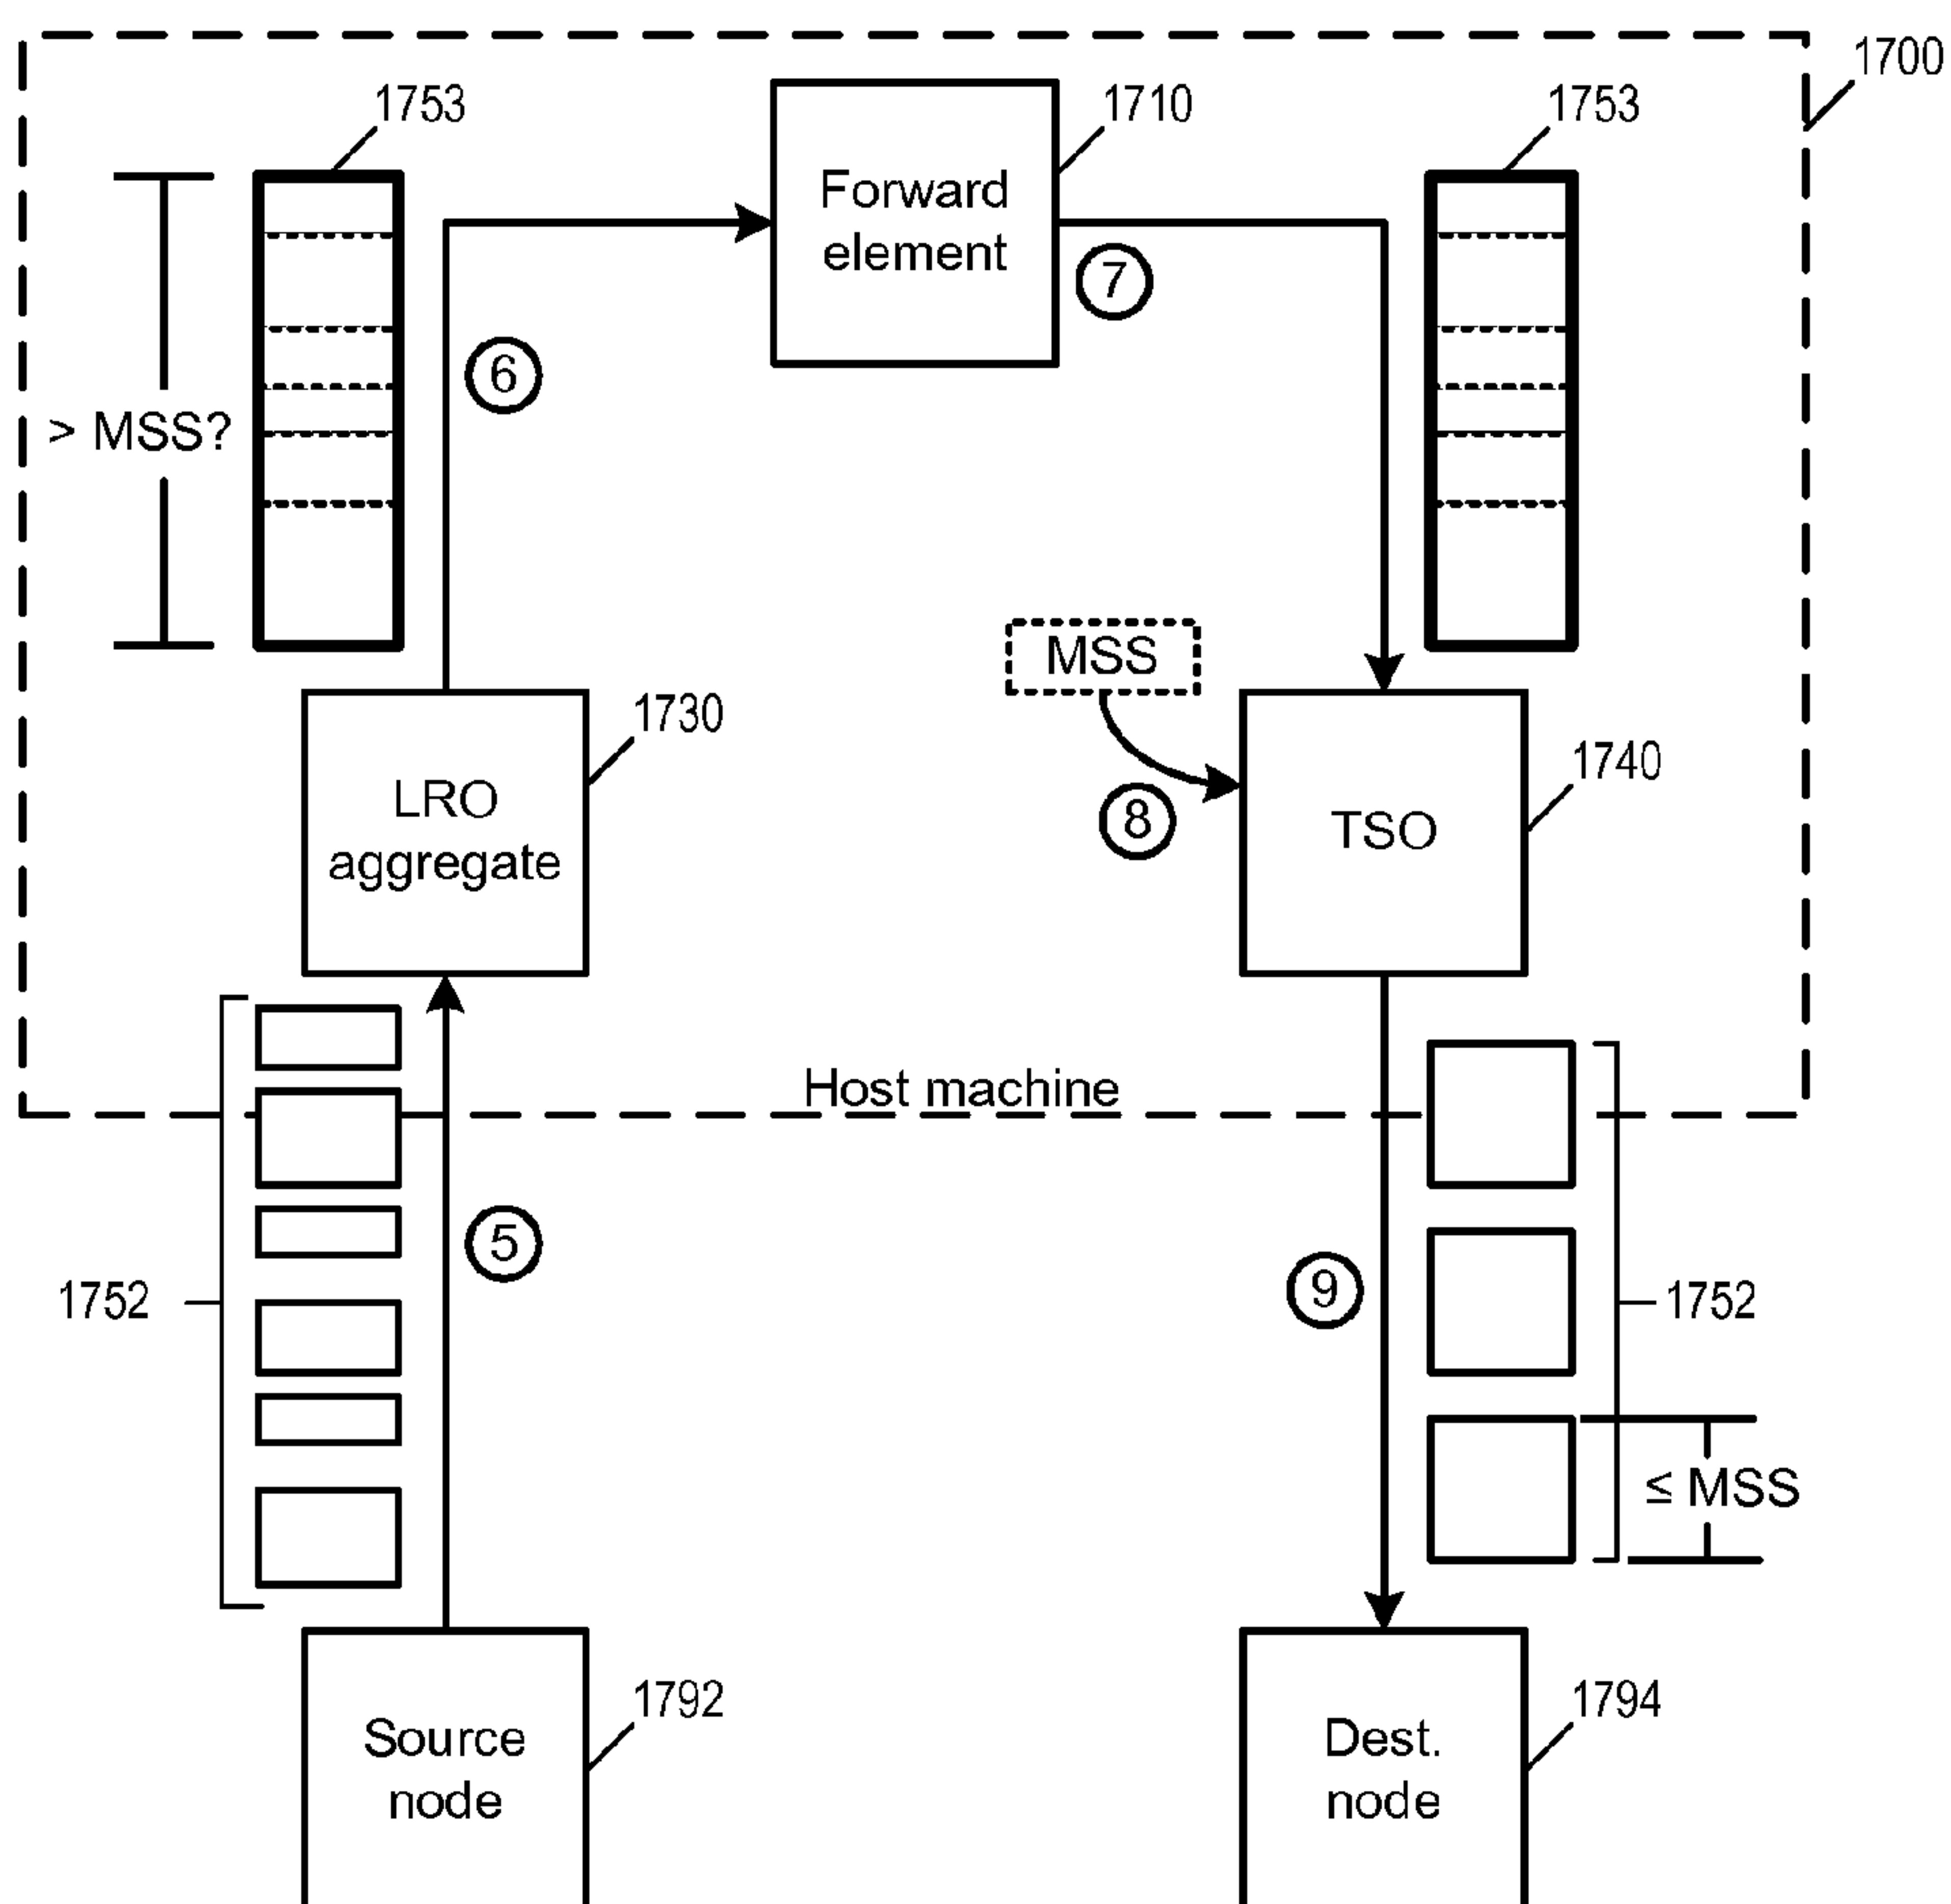 1700
1753
1710
1753
Forward
element
7
6
> MSS?
MSS
1730
1740
LRO
aggregate
8
TSO
Host machine
5
1752
9
1752
≤ MSS
1792
1794
Source
node
Dest.
node